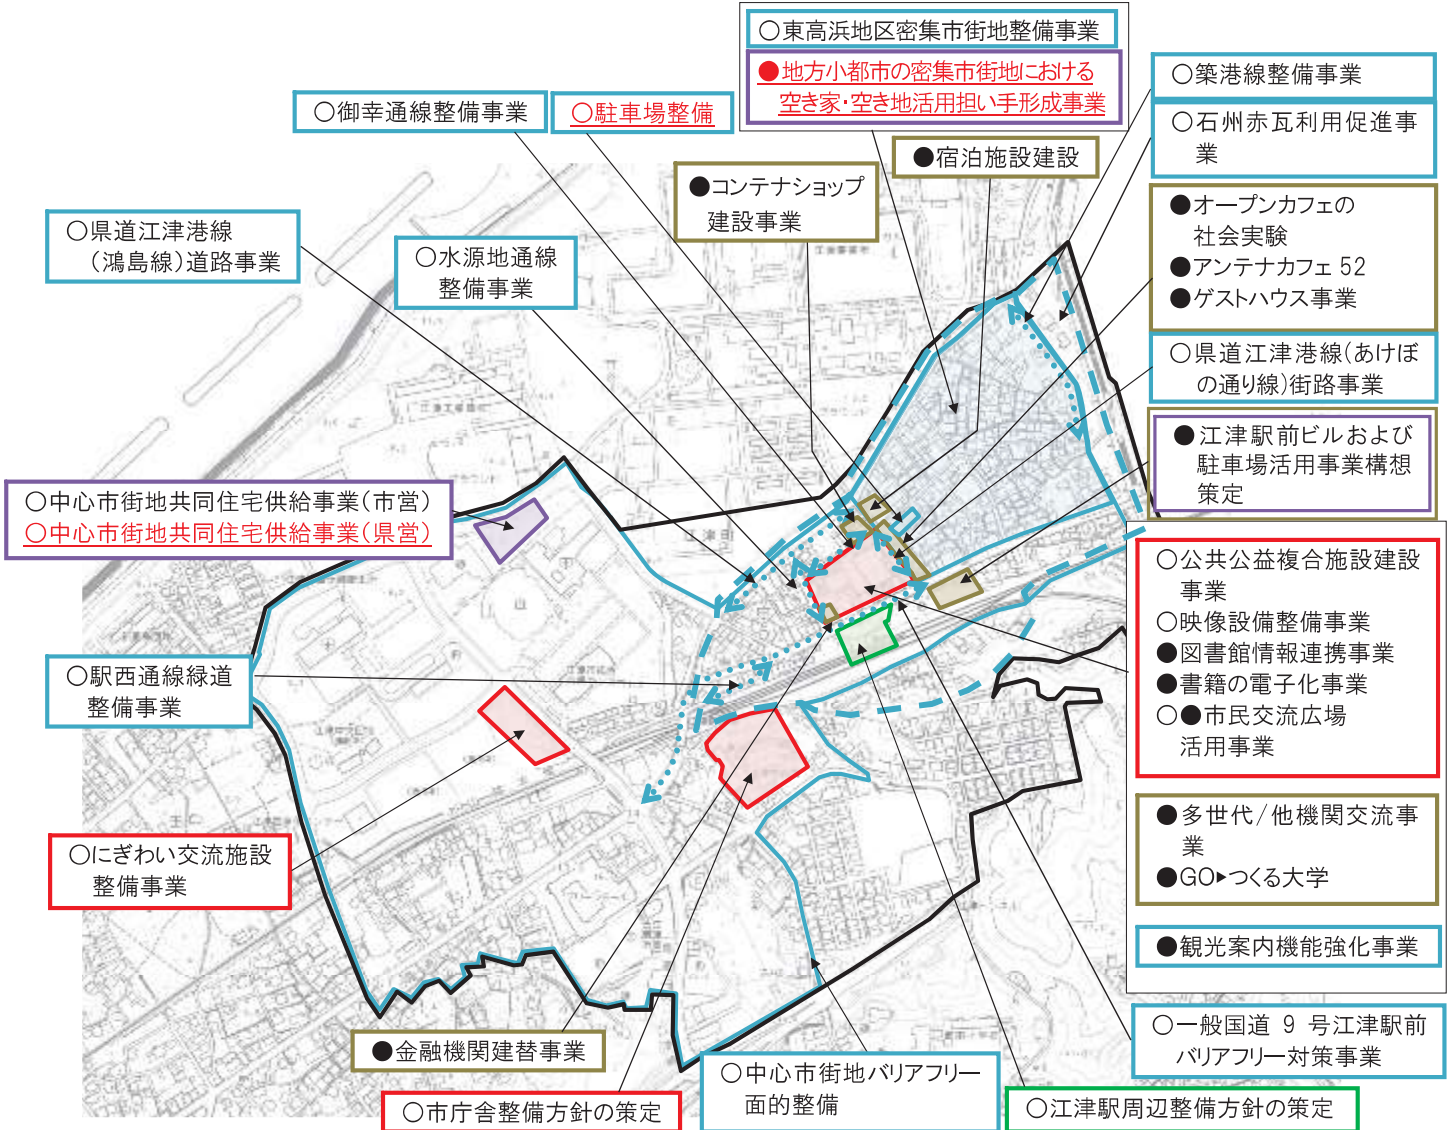 ○東高浜地区密集市街地整備事業
●地方小都市の密集市街地における
空き家・空き地活用担い手形成事業
○御幸通線整備事業
○駐車場整備
○築港線整備事業
○石州赤瓦利用促進事
業
●宿泊施設建設
●コンテナショップ
建設事業
●オープンカフェの
社会実験
●アンテナカフェ 52
●ゲストハウス事業
○県道江津港線
(鴻島線)道路事業
○水源地通線
整備事業
○県道江津港線(あけぼ
の通り線)街路事業
●江津駅前ビルおよび
駐車場活用事業構想
策定
○中心市街地共同住宅供給事業(市営)
○中心市街地共同住宅供給事業(県営)
江津町
○公共公益複合施設建設
事業
○映像設備整備事業
●図書館情報連携事業
●書籍の電子化事業
○●市民交流広場
活用事業
○駅西通線緑道
整備事業
●多世代/他機関交流事
業
●GO▶つくる大学
○にぎわい交流施設
整備事業
●観光案内機能強化事業
○一般国道 9 号江津駅前
バリアフリー対策事業
●金融機関建替事業
○市庁舎整備方針の策定
○中心市街地バリアフリー
面的整備
○江津駅周辺整備方針の策定